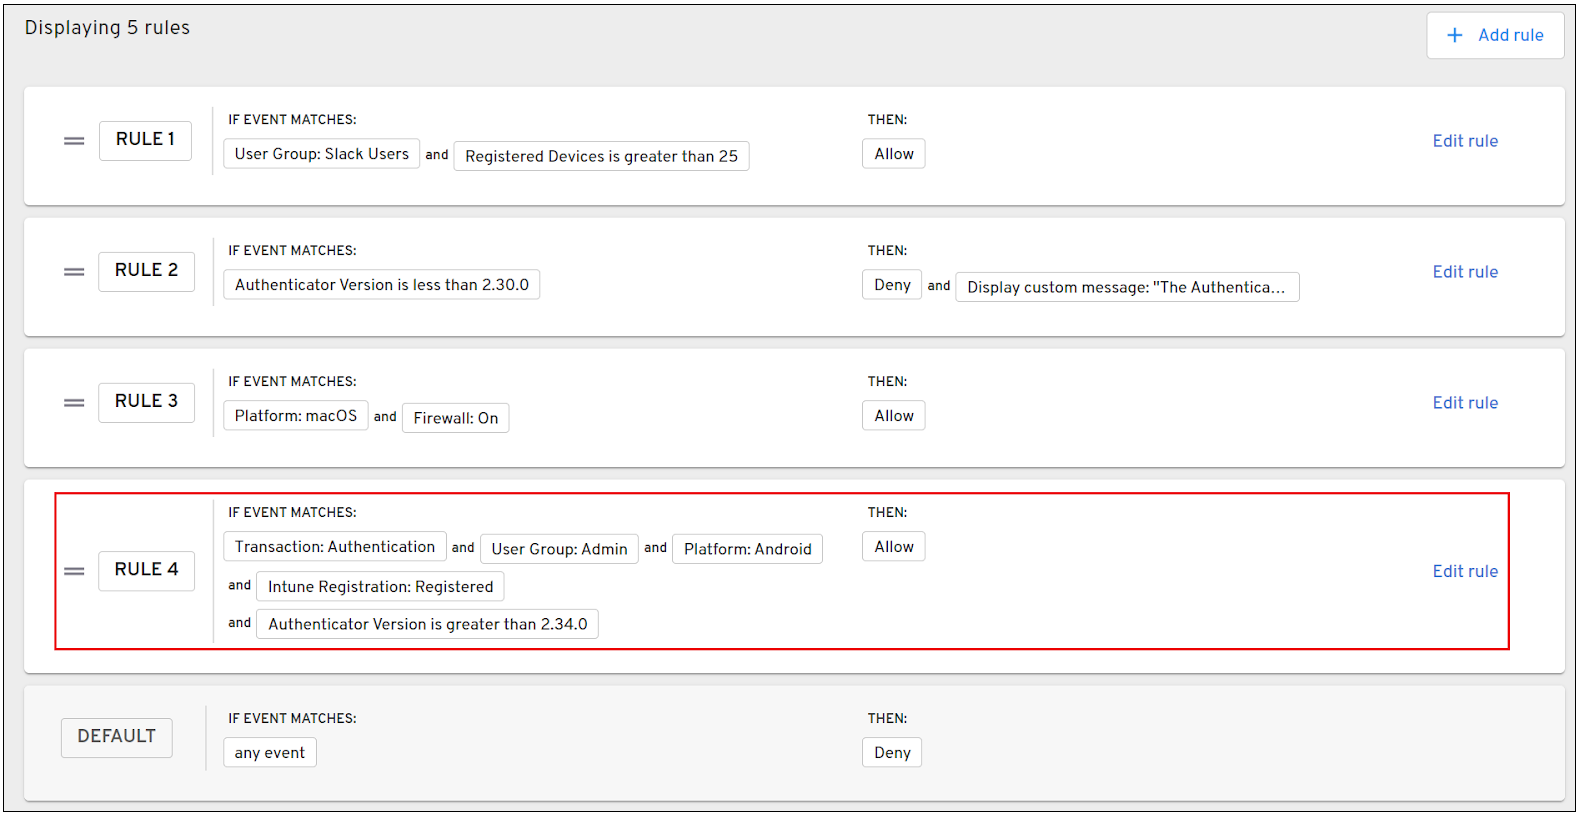 Displaying 5 rules
+ Add rule
RULE 1
IF EVENT MATCHES:
User Group: Slack Users and Registered Devices is greater than 25
THEN:
Allow
Edit rule
RULE 2
IF EVENT MATCHES:
Authenticator Version is less than 2.30.0
THEN:
Deny and Display custom message: "The Authentica...
Edit rule
RULE 3
IF EVENT MATCHES:
Platform: macOS and Firewall: On
THEN:
Allow
Edit rule
RULE 4
IF EVENT MATCHES:
Transaction: Authentication and User Group: Admin and Platform: Android
and Intune Registration: Registered
and Authenticator Version is greater than 2.34.0
THEN:
Allow
Edit rule
DEFAULT
IF EVENT MATCHES:
any event
THEN:
Deny